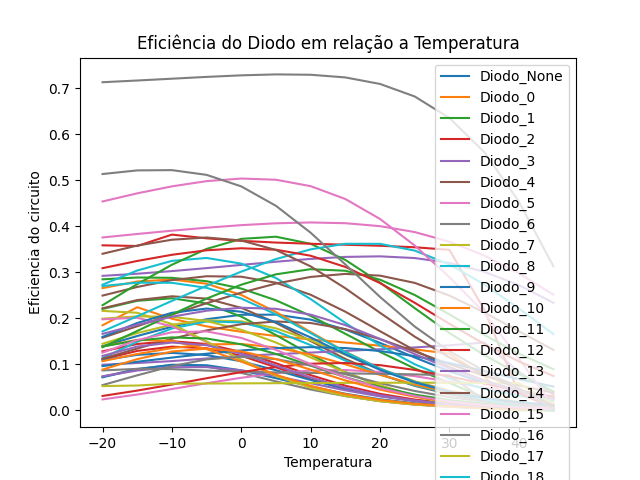 Eficiência do Diodo em relação a Temperatura
Eficiencia do circuito
0.7
0.6
0.5
0.4
0.3
0.2
0.1
0.0
−20
−10
0
10
20
30
40
Temperatura
Diodo_None
Diodo_0
Diodo_1
Diodo_2
Diodo_3
Diodo_4
Diodo_5
Diodo_6
Diodo_7
Diodo_8
Diodo_9
Diodo_10
Diodo_11
Diodo_12
Diodo_13
Diodo_14
Diodo_15
Diodo_16
Diodo_17
Diodo_18